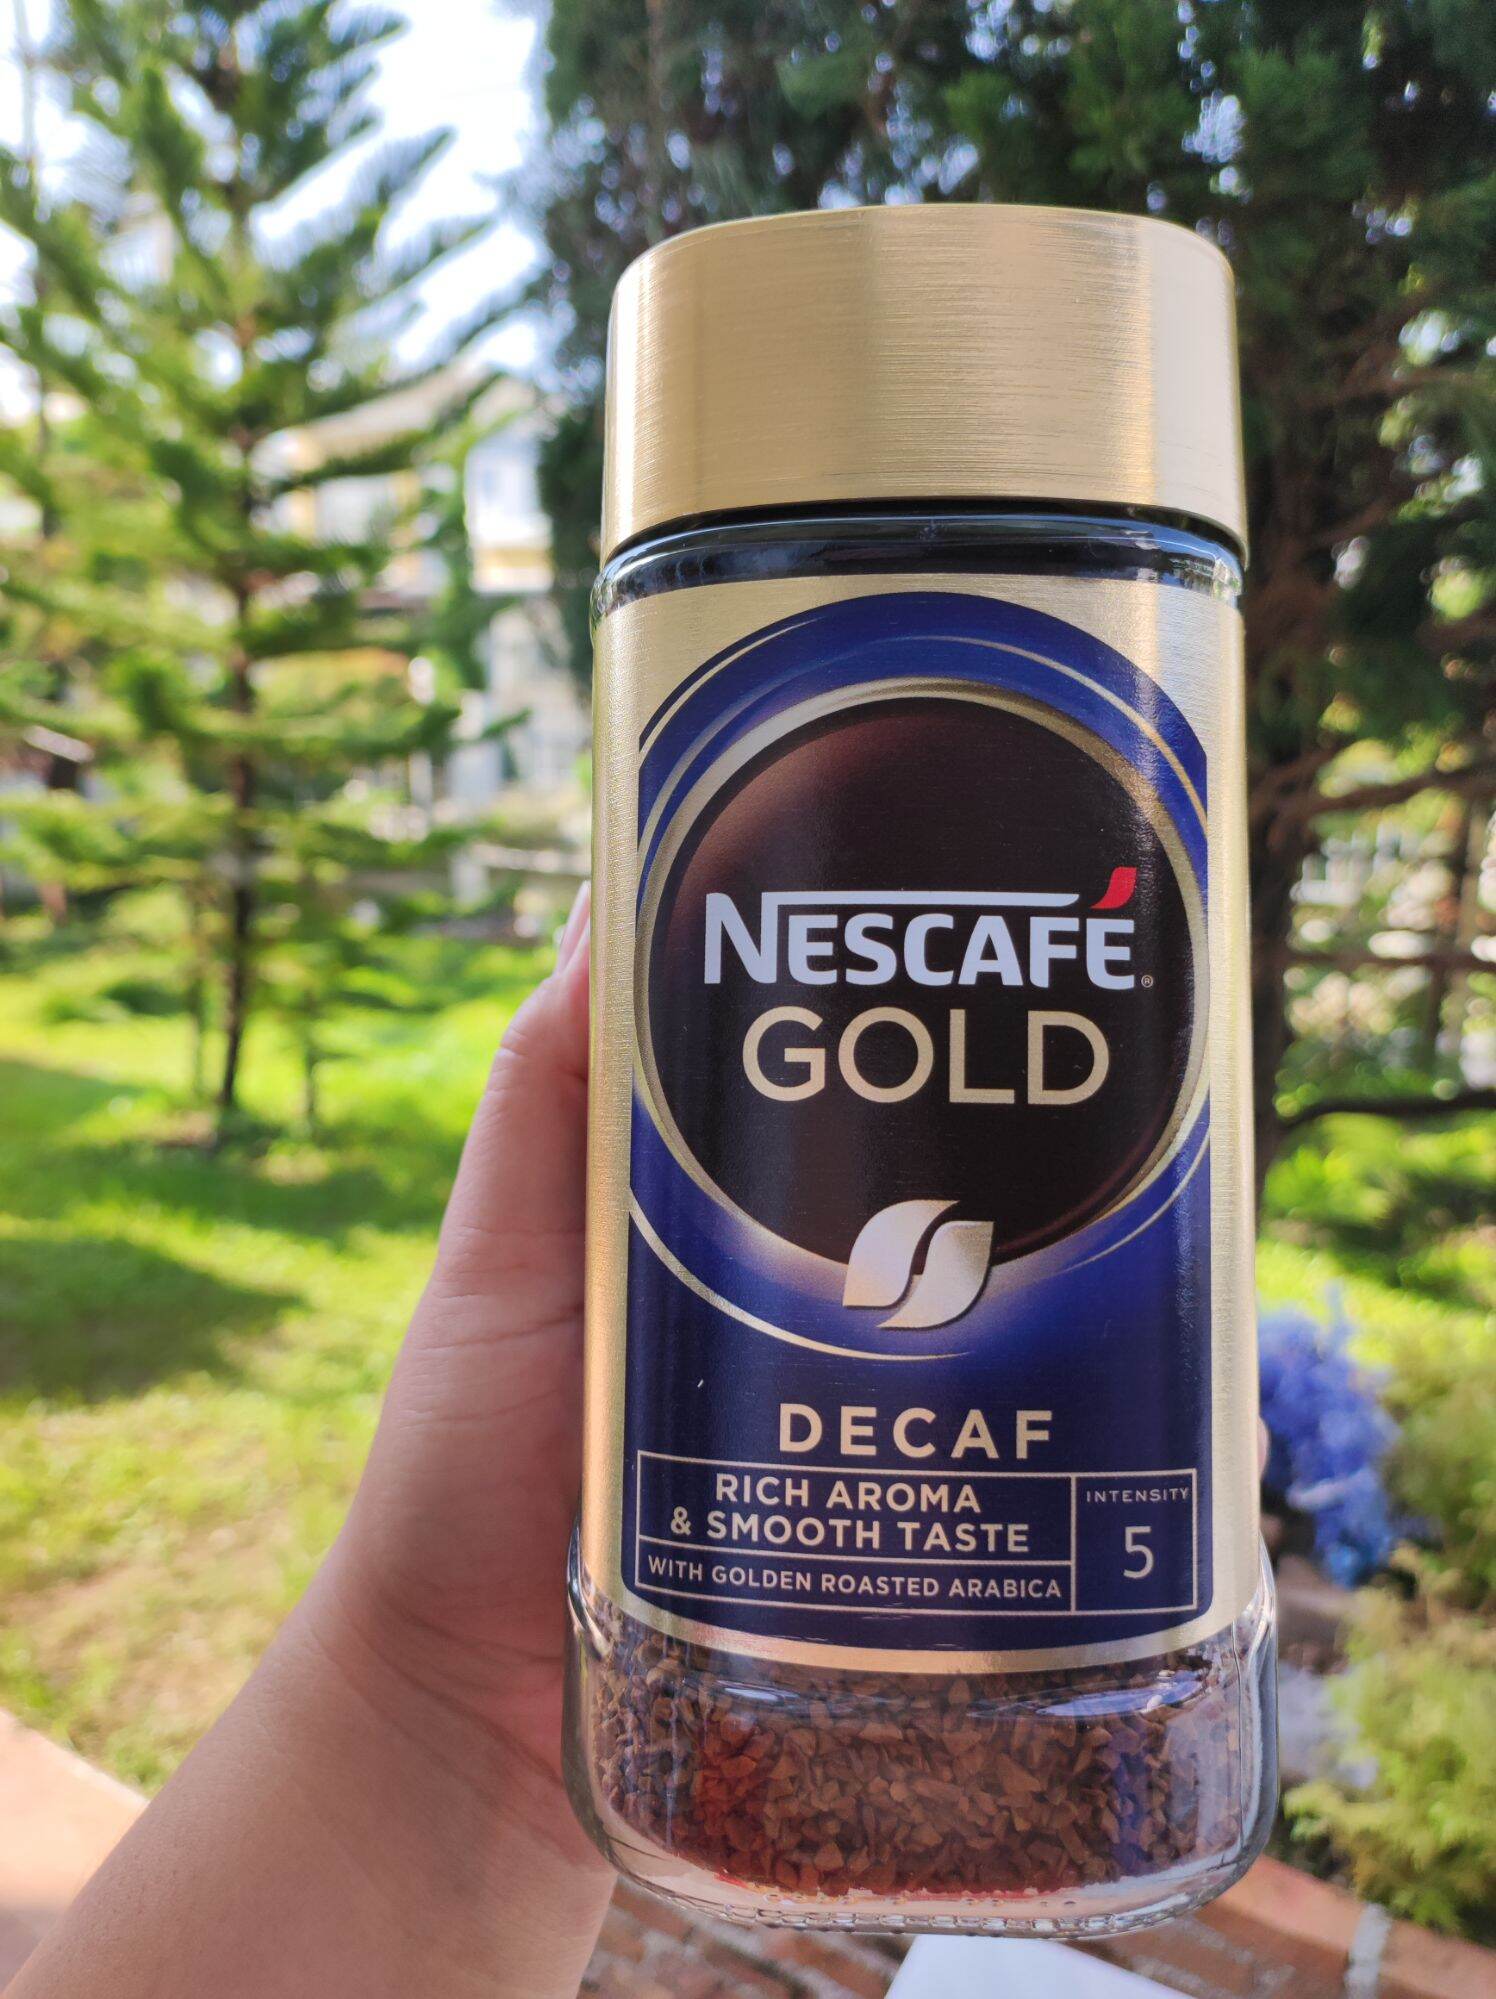 NESCAFÉ®
GOLD
DECAF
RICH AROMA
& SMOOTH TASTE
WITH GOLDEN ROASTED ARABICA
INTENSITY
5